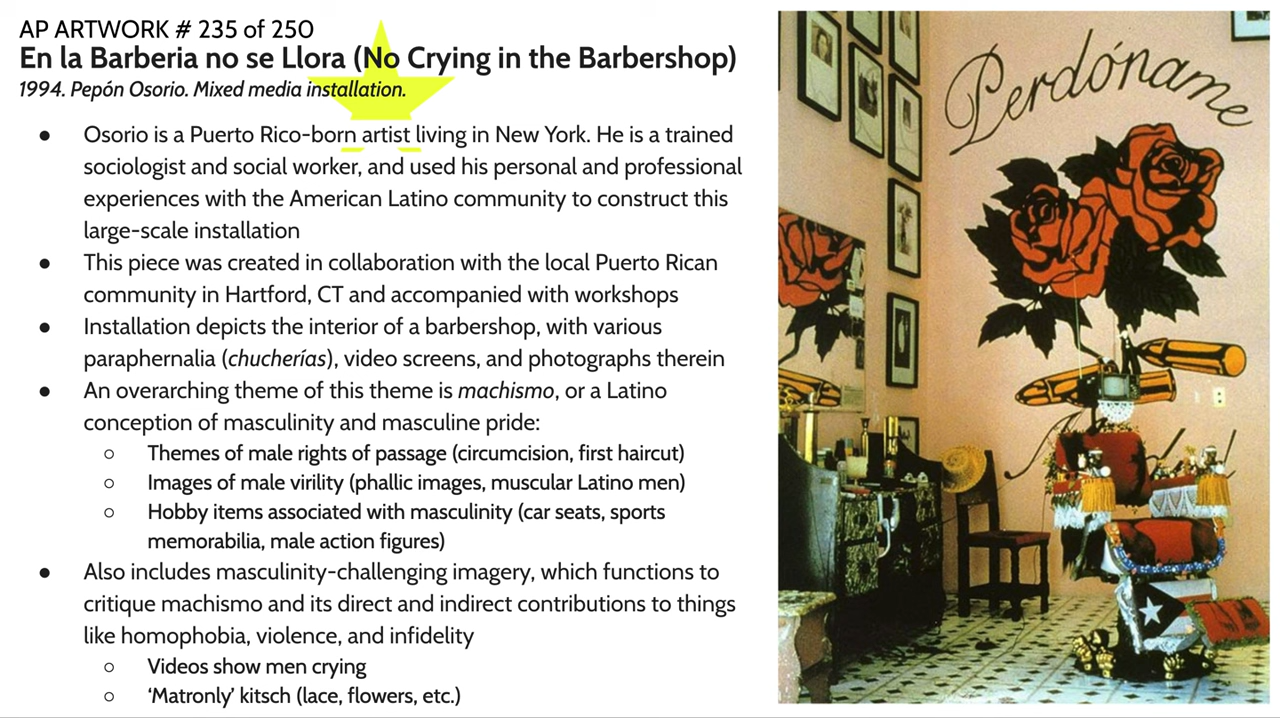 AP ARTWORK # 235 of 250
En la Barberia no se Llora (No Crying in the Barbershop)
1994. Pepón Osorio. Mixed media installation.
● Osorio is a Puerto Rico-born artist living in New York. He is a trained
sociologist and social worker, and used his personal and professional
experiences with the American Latino community to construct this
large-scale installation
● This piece was created in collaboration with the local Puerto Rican
community in Hartford, CT and accompanied with workshops
● Installation depicts the interior of a barbershop, with various
paraphernalia (chucherías), video screens, and photographs therein
● An overarching theme of this theme is machismo, or a Latino
conception of masculinity and masculine pride:
○ Themes of male rights of passage (circumcision, first haircut)
○ Images of male virility (phallic images, muscular Latino men)
○ Hobby items associated with masculinity (car seats, sports
memorabilia, male action figures)
● Also includes masculinity-challenging imagery, which functions to
critique machismo and its direct and indirect contributions to things
like homophobia, violence, and infidelity
○ Videos show men crying
○ ‘Matronly’ kitsch (lace, flowers, etc.)
Perdóname